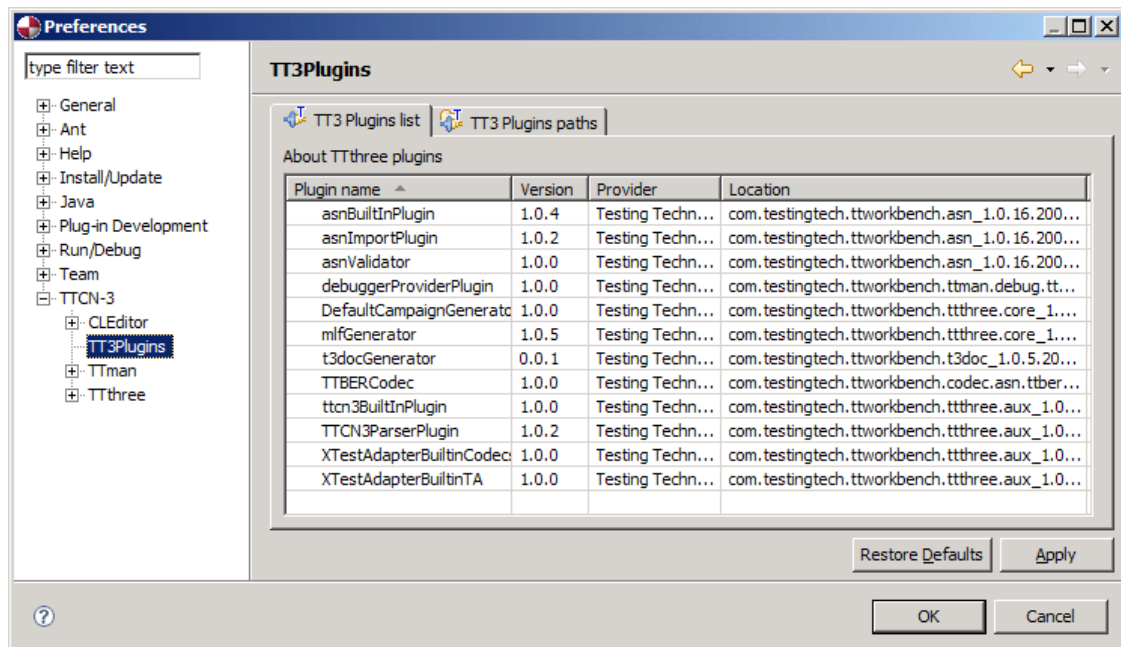 Preferences
type filter text
TT3Plugins
General
Ant
Help
Install/Update
Java
Plug-in Development
Run/Debug
Team
TTCN-3
CLEditor
TT3Plugins
TTman
TTthree
TT3 Plugins list
TT3 Plugins paths
About TTthree plugins
Plugin name Version Provider Location
asnBuiltInPlugin 1.0.4 Testing Techn... com.testingtech.ttworkbench.asn_1.0.16.200...
asnImportPlugin 1.0.2 Testing Techn... com.testingtech.ttworkbench.asn_1.0.16.200...
asnValidator 1.0.0 Testing Techn... com.testingtech.ttworkbench.asn_1.0.16.200...
debuggerProviderPlugin 1.0.0 Testing Techn... com.testingtech.ttworkbench.ttman.debug.tt...
DefaultCampaignGenerato 1.0.0 Testing Techn... com.testingtech.ttworkbench.ttthree.core_1....
mlfGenerator 1.0.5 Testing Techn... com.testingtech.ttworkbench.ttthree.core_1....
t3docGenerator 0.0.1 Testing Techn... com.testingtech.ttworkbench.t3doc_1.0.5.20...
TTBERCodec 1.0.0 Testing Techn... com.testingtech.ttworkbench.codec.asn.ttber...
ttcn3BuiltInPlugin 1.0.0 Testing Techn... com.testingtech.ttworkbench.ttthree.aux_1.0...
TTCN3ParserPlugin 1.0.2 Testing Techn... com.testingtech.ttworkbench.ttthree.aux_1.0...
XTestAdapterBuiltinCodecs 1.0.0 Testing Techn... com.testingtech.ttworkbench.ttthree.aux_1.0...
XTestAdapterBuiltinTA 1.0.0 Testing Techn... com.testingtech.ttworkbench.ttthree.aux_1.0...
Restore Defaults
Apply
OK
Cancel